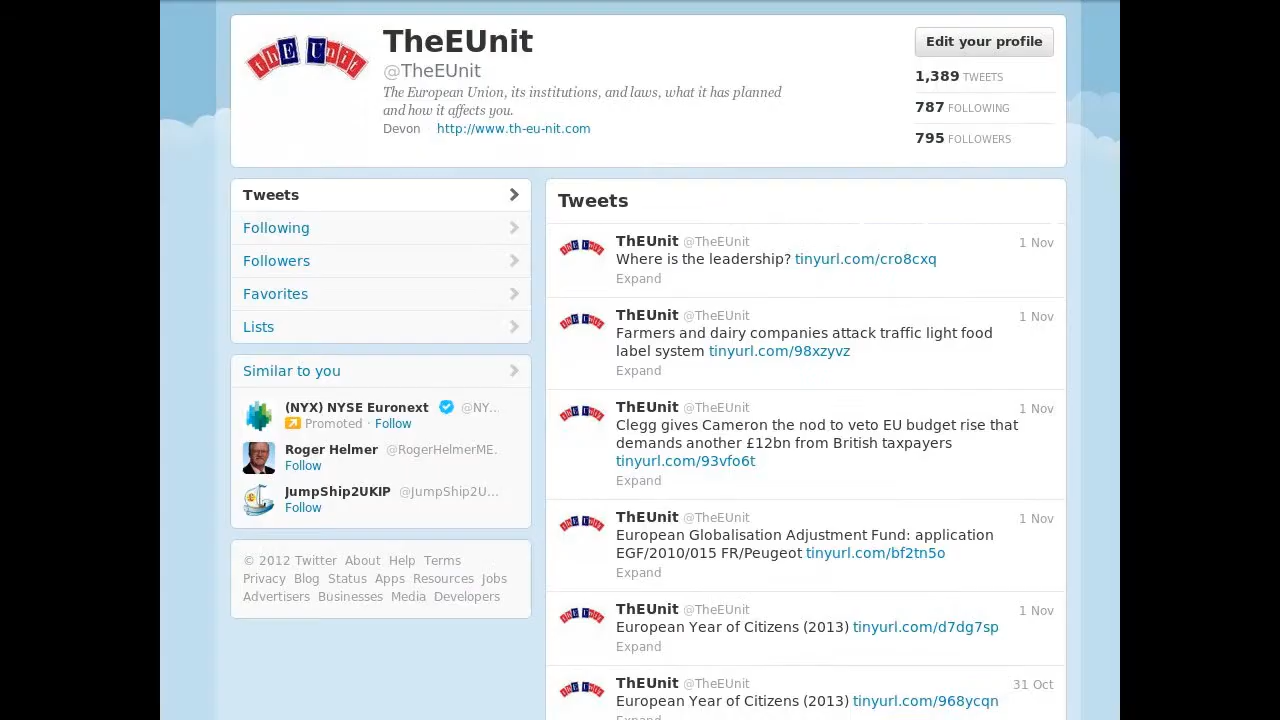 thE Unit
TheEUnit
@TheEUnit
The European Union, its institutions, and laws, what it has planned
and how it affects you.
Devon · http://www.th-eu-nit.com
Edit your profile
1,389 TWEETS
787 FOLLOWING
795 FOLLOWERS
Tweets
Following
Followers
Favorites
Lists
Similar to you
(NYX) NYSE Euronext @NY...
Promoted · Follow
Roger Helmer @RogerHelmerME.
Follow
JumpShip2UKIP @JumpShip2U...
Follow
© 2012 Twitter About Help Terms
Privacy Blog Status Apps Resources Jobs
Advertisers Businesses Media Developers
Tweets
ThEUnit @TheEUnit 1 Nov
Where is the leadership? tinyurl.com/cro8cxq
Expand
ThEUnit @TheEUnit 1 Nov
Farmers and dairy companies attack traffic light food
label system tinyurl.com/98xzyvz
Expand
ThEUnit @TheEUnit 1 Nov
Clegg gives Cameron the nod to veto EU budget rise that
demands another £12bn from British taxpayers
tinyurl.com/93vfo6t
Expand
ThEUnit @TheEUnit 1 Nov
European Globalisation Adjustment Fund: application
EGF/2010/015 FR/Peugeot tinyurl.com/bf2tn5o
Expand
ThEUnit @TheEUnit 1 Nov
European Year of Citizens (2013) tinyurl.com/d7dg7sp
Expand
ThEUnit @TheEUnit 31 Oct
European Year of Citizens (2013) tinyurl.com/968ycqn
Expand